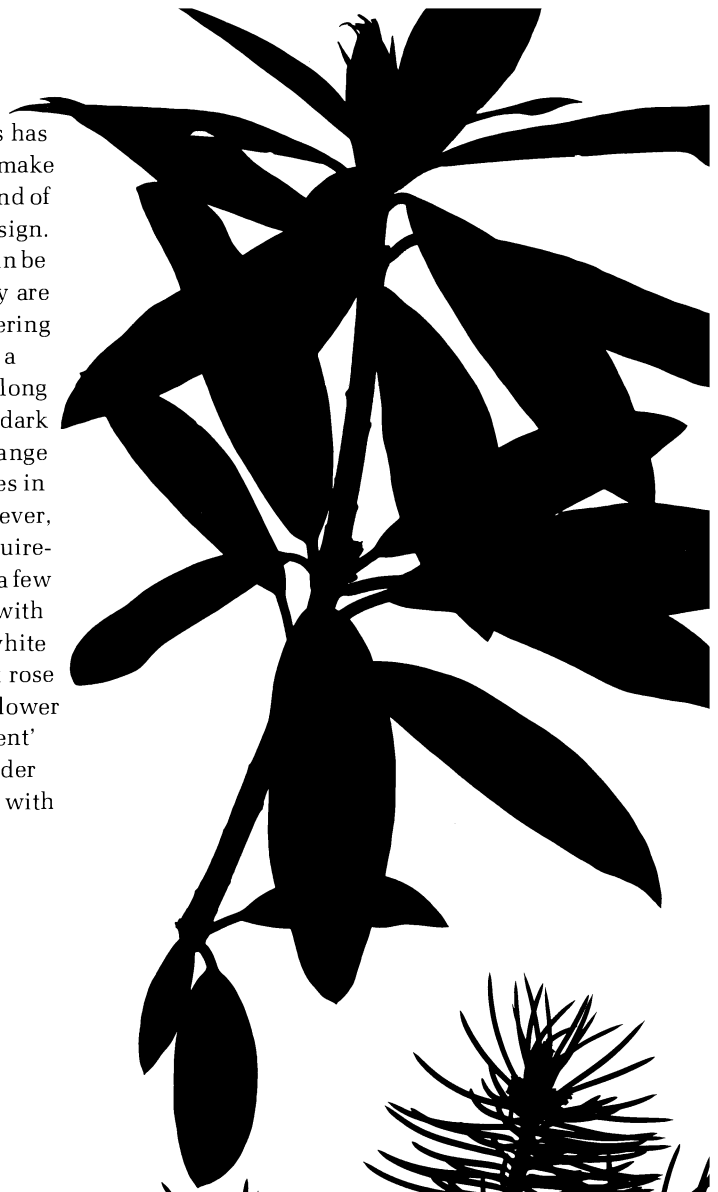 s has
make
nd of
sign.
n be
y are
ering
a
long
dark
ange
es in
ever,
uire-
a few
with
hite
rose
lower
ent’
der
with